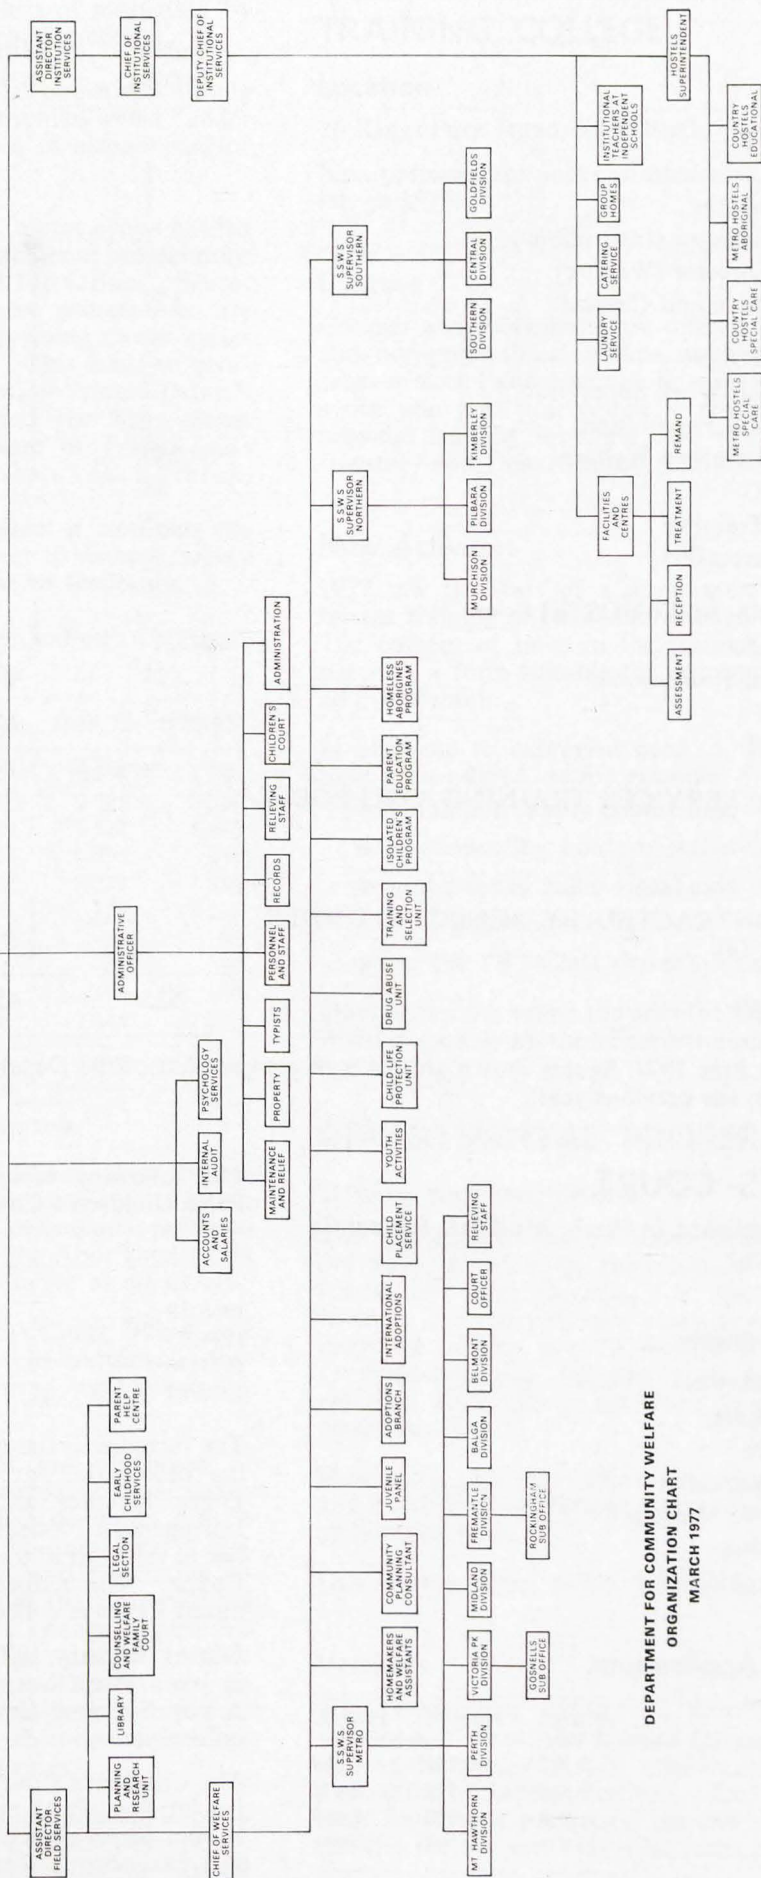 ASSISTANT
DIRECTOR
FIELD SERVICES
PLANNING
AND
RESEARCH
UNIT
LIBRARY
COUNSELLING
AND WELFARE
FAMILY
COURT
LEGAL
SECTION
EARLY
CHILDHOOD
SERVICES
PARENT
HELP
CENTRE
CHIEF OF WELFARE
SERVICES
ACCOUNTS
AND
SALARIES
INTERNAL
AUDIT
PSYCHOLOGY
SERVICES
ADMINISTRATIVE
OFFICER
MAINTENANCE
AND RELIEF
PROPERTY
TYPISTS
PERSONNEL
AND STAFF
RECORDS
RELIEVING
STAFF
CHILDREN'S
COURT
ADMINISTRATION
ASSISTANT
DIRECTOR
INSTITUTION
SERVICES
CHIEF OF
INSTITUTIONAL
SERVICES
DEPUTY CHIEF OF
INSTITUTIONAL
SERVICES
S.S.W.S.
SUPERVISOR
METRO
HOMEMAKERS
AND WELFARE
ASSISTANTS
COMMUNITY
PLANNING
CONSULTANT
JUVENILE
PANEL
ADOPTIONS
BRANCH
INTERNATIONAL
ADOPTIONS
CHILD
PLACEMENT
SERVICE
YOUTH
ACTIVITIES
CHILD LIFE
PROTECTION
UNIT
DRUG ABUSE
UNIT
TRAINING
AND
SELECTION
UNIT
ISOLATED
CHILDREN'S
PROGRAM
PARENT
EDUCATION
PROGRAM
HOMELESS
ABORIGINES
PROGRAM
S.S.W.S.
SUPERVISOR
NORTHERN
MURCHISON
DIVISION
PILBARA
DIVISION
KIMBERLEY
DIVISION
S.S.W.S.
SUPERVISOR
SOUTHERN
SOUTHERN
DIVISION
CENTRAL
DIVISION
GOLDFIELDS
DIVISION
MT HAWTHORN
DIVISION
PERTH
DIVISION
VICTORIA PK
DIVISION
MIDLAND
DIVISION
FREMANTLE
DIVISION
BALGA
DIVISION
BELMONT
DIVISION
COURT
OFFICER
RELIEVING
STAFF
GOSNELLS
SUB OFFICE
ROCKINGHAM
SUB OFFICE
FACILITIES
AND
CENTRES
LAUNDRY
SERVICE
CATERING
SERVICE
GROUP
HOMES
INSTITUTIONAL
TEACHERS AT
INDEPENDENT
SCHOOLS
HOSTELS
SUPERINTENDENT
ASSESSMENT
RECEPTION
TREATMENT
REMAND
METRO HOSTELS
SPECIAL
CARE
COUNTRY
HOSTELS
SPECIAL CARE
METRO HOSTELS
ABORIGINAL
COUNTRY
HOSTELS
EDUCATIONAL
DEPARTMENT FOR COMMUNITY WELFARE
ORGANIZATION CHART
MARCH 1977